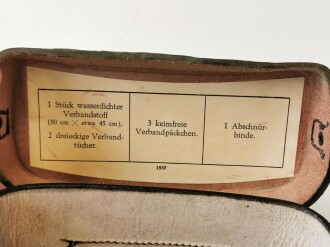 1 Stück wasserdichter
Verbandstoff
(30 cm × etwa 45 cm),
2 dreieckige Verband-
tücher.
3 keimfreie
Verbandpäckchen.
1 Abschnür-
binde.
1937